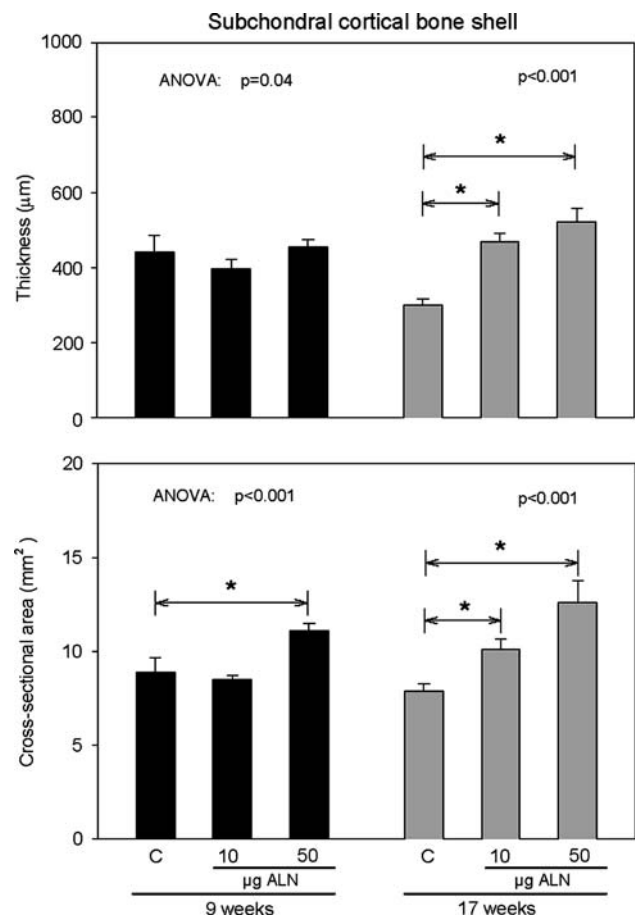 Subchondral cortical bone shell
1000
800
600
400
200
0
Thickness (µm)
ANOVA: p=0.04
p<0.001
*
*
20
15
10
5
0
Cross-sectional area (mm²)
ANOVA: p<0.001
p<0.001
*
*
*
C 10 50 C 10 50
µg ALN µg ALN
9 weeks 17 weeks